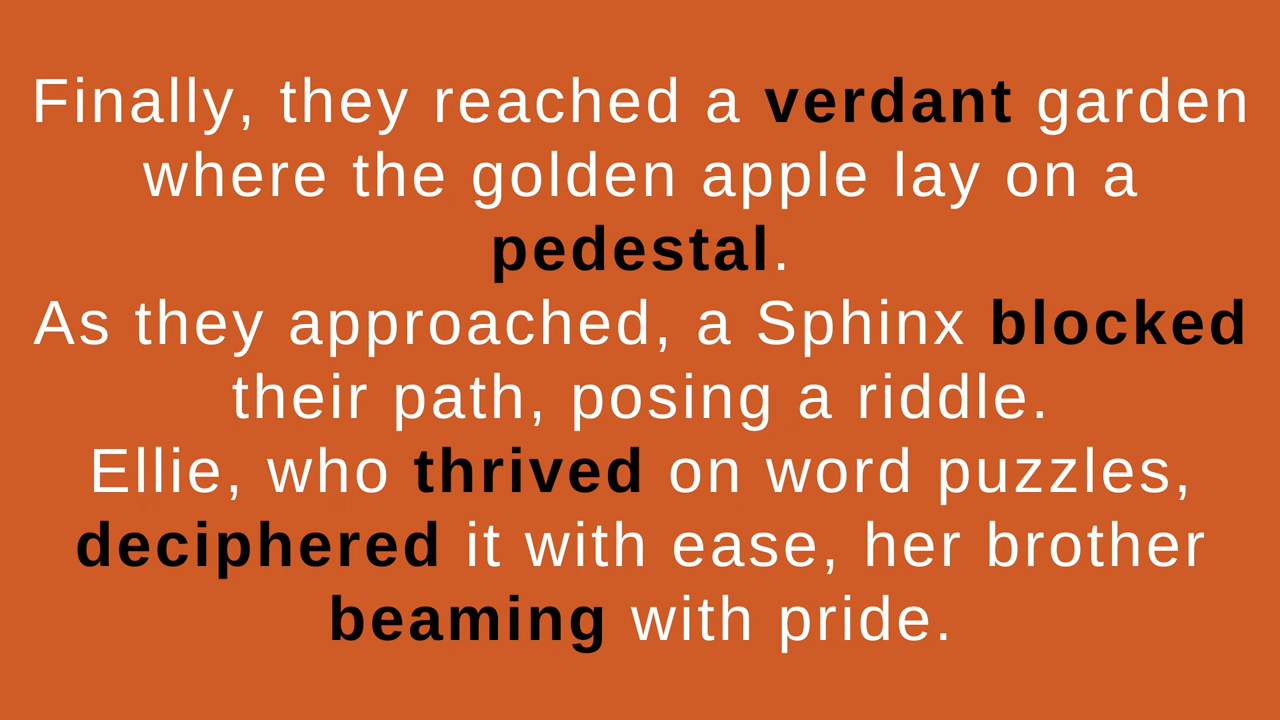 Finally, they reached a verdant garden
where the golden apple lay on a
pedestal.
As they approached, a Sphinx blocked
their path, posing a riddle.
Ellie, who thrived on word puzzles,
deciphered it with ease, her brother
beaming with pride.